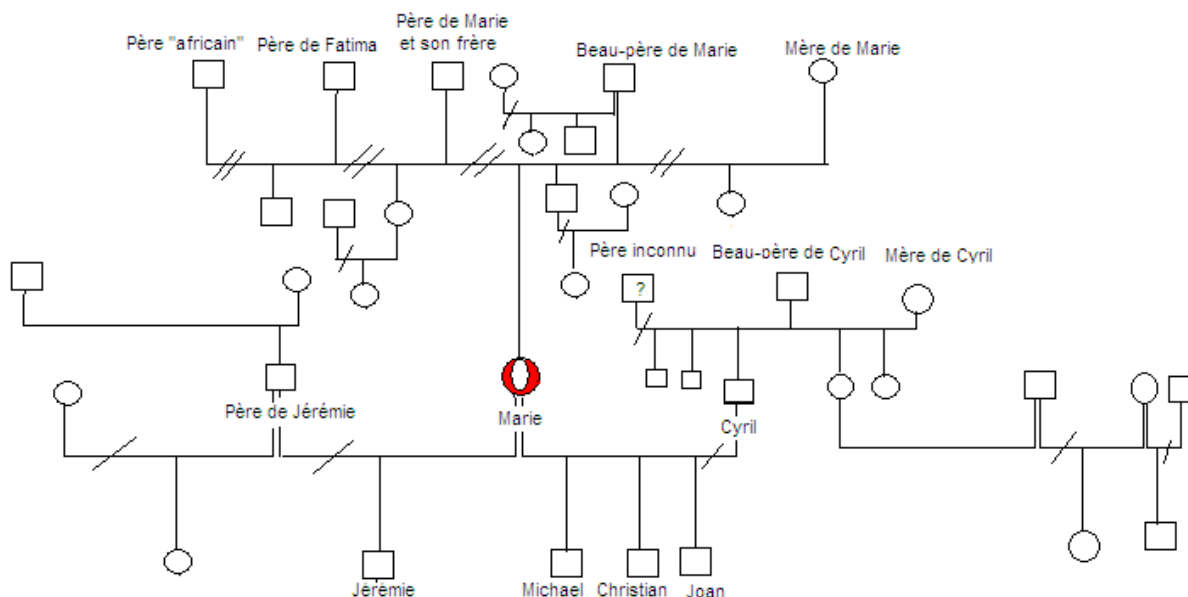 Père "africain"
Père de Fatima
Père de Marie
et son frère
Beau-père de Marie
Mère de Marie
Père inconnu
Beau-père de Cyril
Mère de Cyril
?
Père de Jérémie
Marie
Cyril
Jérémie
Michael
Christian
Joan